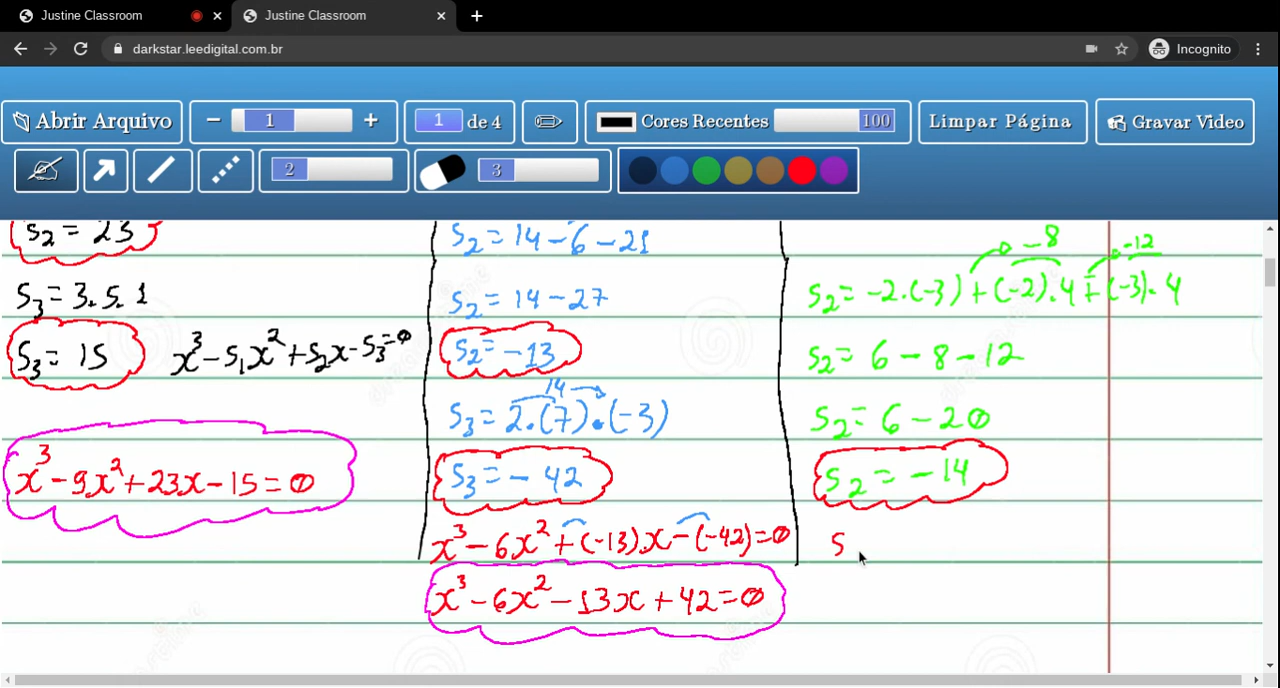 Justine Classroom
Justine Classroom
darkstar.leedigital.com.br
Incognito
Abrir Arquivo
− 1 +
1 de 4
Cores Recentes 100
Limpar Página
Gravar Video
2
3
S₂ = 23
S₃ = 3.5.1
S₃ = 15
x³ − S₁x² + S₂x − S₃ = 0
x³ − 9x² + 23x − 15 = 0
S₂ = 14 − 6 − 21
S₂ = 14 − 27
S₂ = −13
14
S₃ = 2.(7).(−3)
S₃ = −42
x³ − 6x² + (−13).x − (−42) = 0
x³ − 6x² − 13x + 42 = 0
−8
−12
S₂ = −2.(−3) + (−2).4 + (−3).4
S₂ = 6 − 8 − 12
S₂ = 6 − 20
S₂ = −14
S